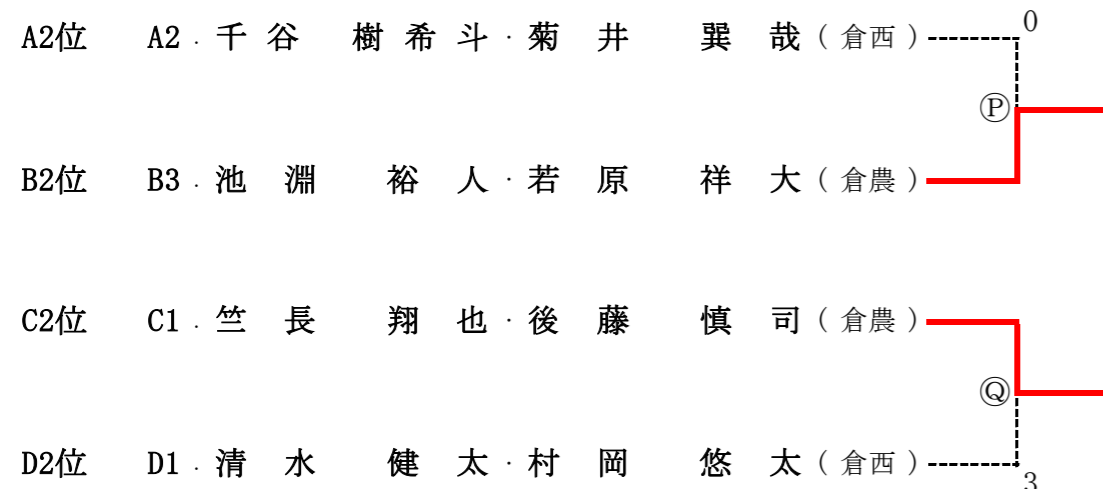 A2位 A2 . 千谷 樹希斗 · 菊井 巽哉 ( 倉西 ) 0
Ⓟ
B2位 B3 . 池淵 裕人 · 若原 祥大 ( 倉農 )
C2位 C1 . 竺長 翔也 · 後藤 慎司 ( 倉農 )
Ⓠ
D2位 D1 . 清水 健太 · 村岡 悠太 ( 倉西 ) 3